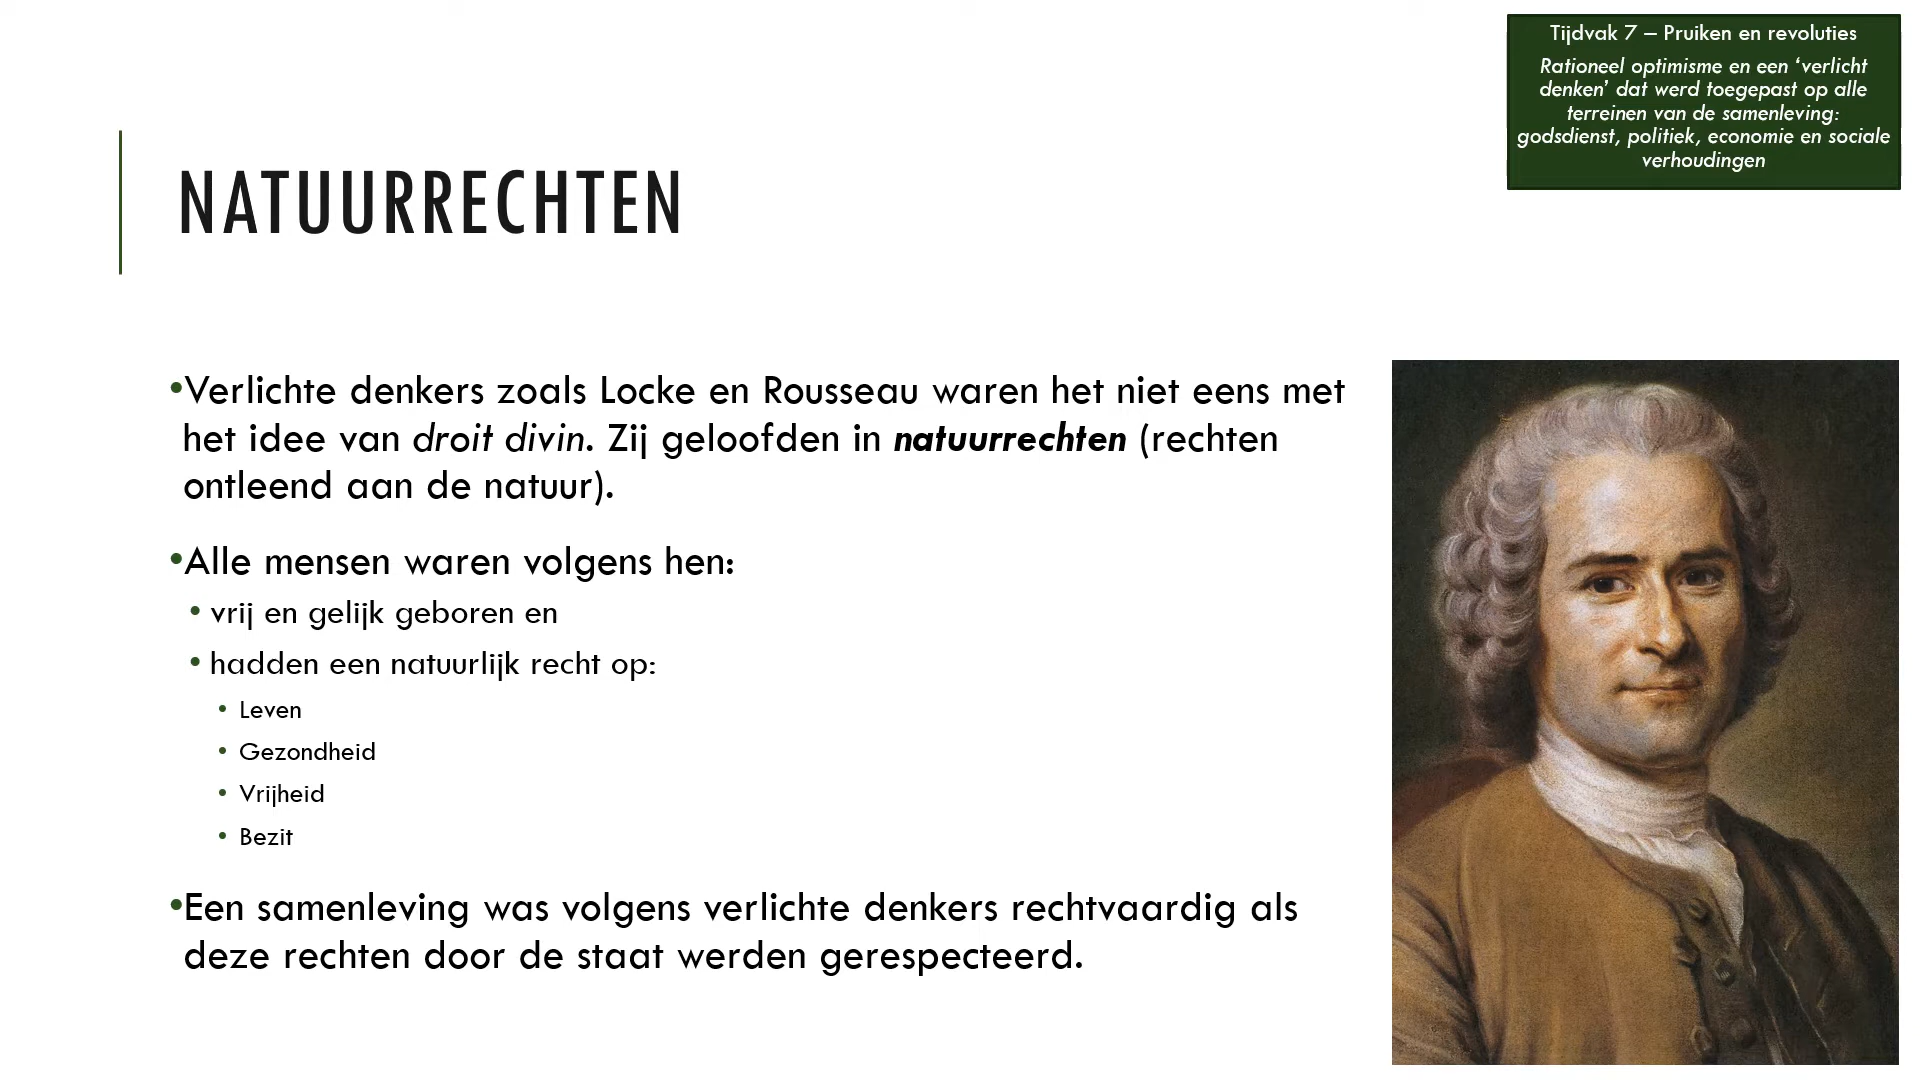 Tijdvak 7 – Pruiken en revoluties
Rationeel optimisme en een ‘verlicht
denken’ dat werd toegepast op alle
terreinen van de samenleving:
godsdienst, politiek, economie en sociale
verhoudingen
NATUURRECHTEN
•Verlichte denkers zoals Locke en Rousseau waren het niet eens met
het idee van droit divin. Zij geloofden in natuurrechten (rechten
ontleend aan de natuur).
•Alle mensen waren volgens hen:
• vrij en gelijk geboren en
• hadden een natuurlijk recht op:
• Leven
• Gezondheid
• Vrijheid
• Bezit
•Een samenleving was volgens verlichte denkers rechtvaardig als
deze rechten door de staat werden gerespecteerd.